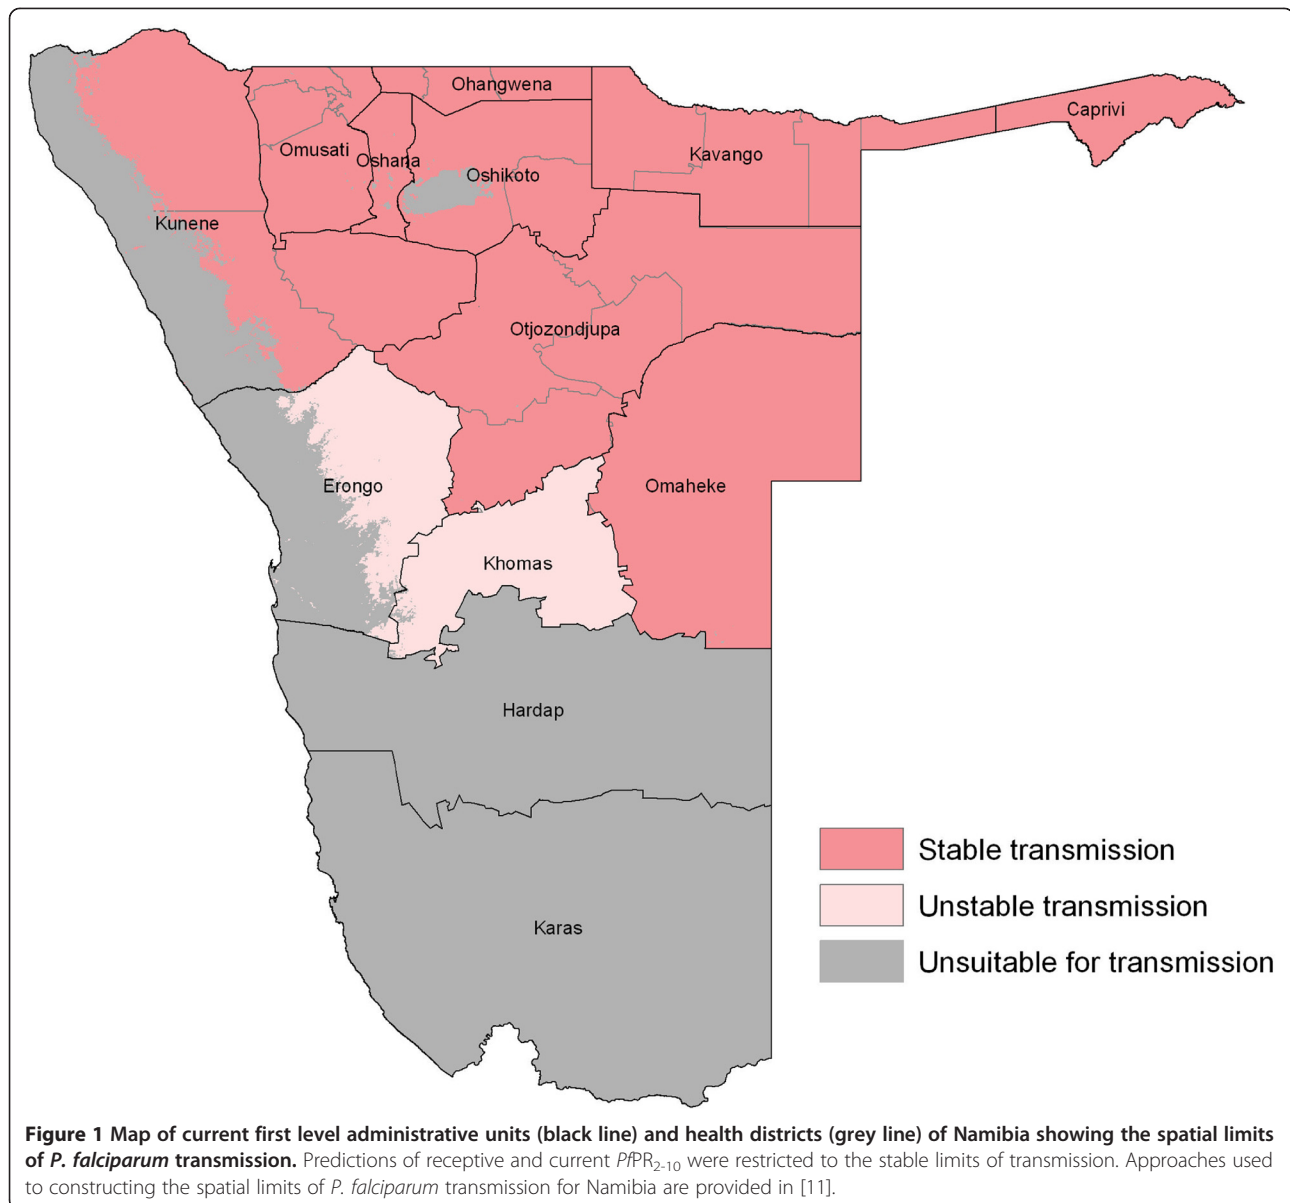 Ohangwena
Caprivi
Omusati
Oshana
Kavango
Oshikoto
Kunene
Otjozondjupa
Erongo
Omaheke
Khomas
Hardap
Karas
Stable transmission
Unstable transmission
Unsuitable for transmission
Figure 1 Map of current first level administrative units (black line) and health districts (grey line) of Namibia showing the spatial limits
of P. falciparum transmission. Predictions of receptive and current PfPR2-10 were restricted to the stable limits of transmission. Approaches used
to constructing the spatial limits of P. falciparum transmission for Namibia are provided in [11].